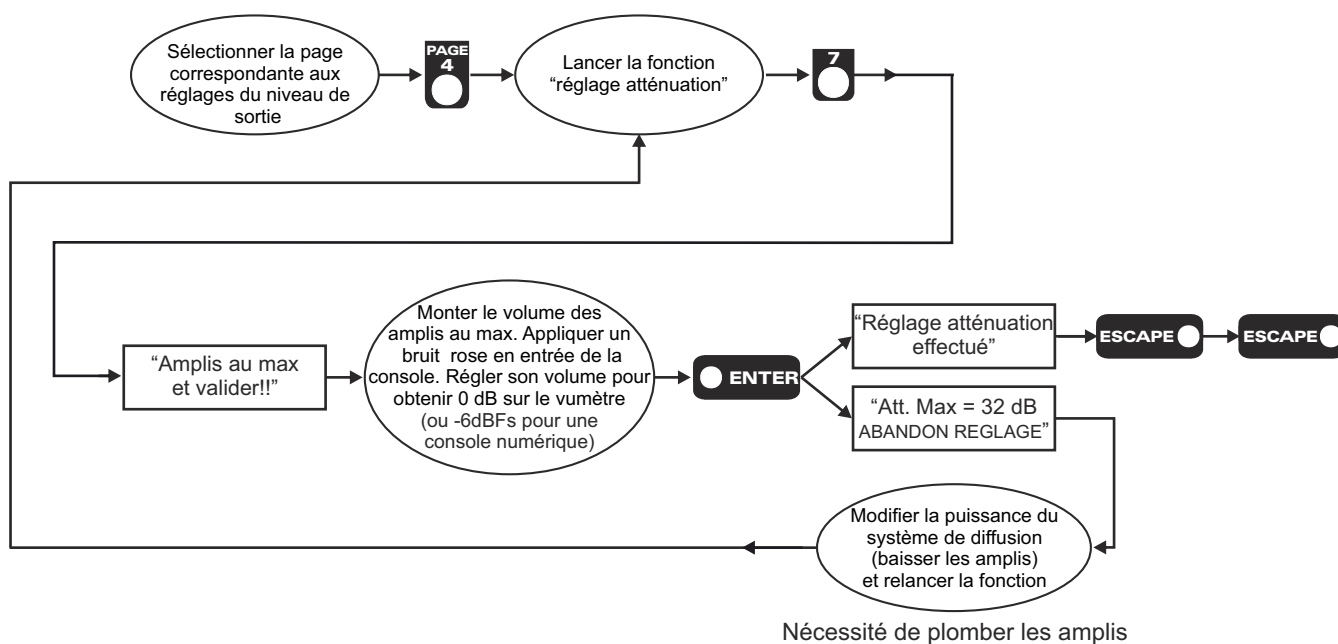 Sélectionner la page
correspondante aux
réglages du niveau de
sortie
PAGE
4
Lancer la fonction
“réglage atténuation”
7
“Amplis au max
et valider!!”
Monter le volume des
amplis au max. Appliquer un
bruit rose en entrée de la
console. Régler son volume pour
obtenir 0 dB sur le vumètre
(ou -6dBFs pour une
console numérique)
ENTER
“Réglage atténuation
effectué”
ESCAPE
ESCAPE
“Att. Max = 32 dB
ABANDON REGLAGE”
Modifier la puissance du
système de diffusion
(baisser les amplis)
et relancer la fonction
Nécessité de plomber les amplis